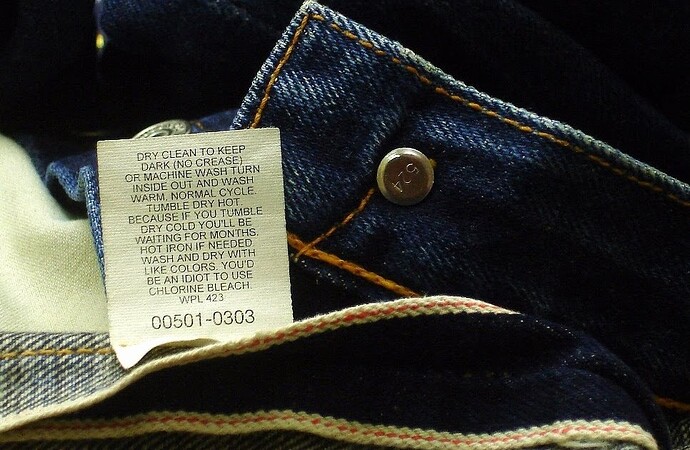 DRY CLEAN TO KEEP
DARK (NO CREASE)
OR MACHINE WASH TURN
INSIDE OUT AND WASH
WARM, NORMAL CYCLE.
TUMBLE DRY HOT.
BECAUSE IF YOU TUMBLE
DRY COLD YOU'LL BE
WAITING FOR MONTHS.
HOT IRON IF NEEDED.
WASH AND DRY WITH
LIKE COLORS. YOU'D
BE AN IDIOT TO USE
CHLORINE BLEACH.
WPL 423
00501-0303
524